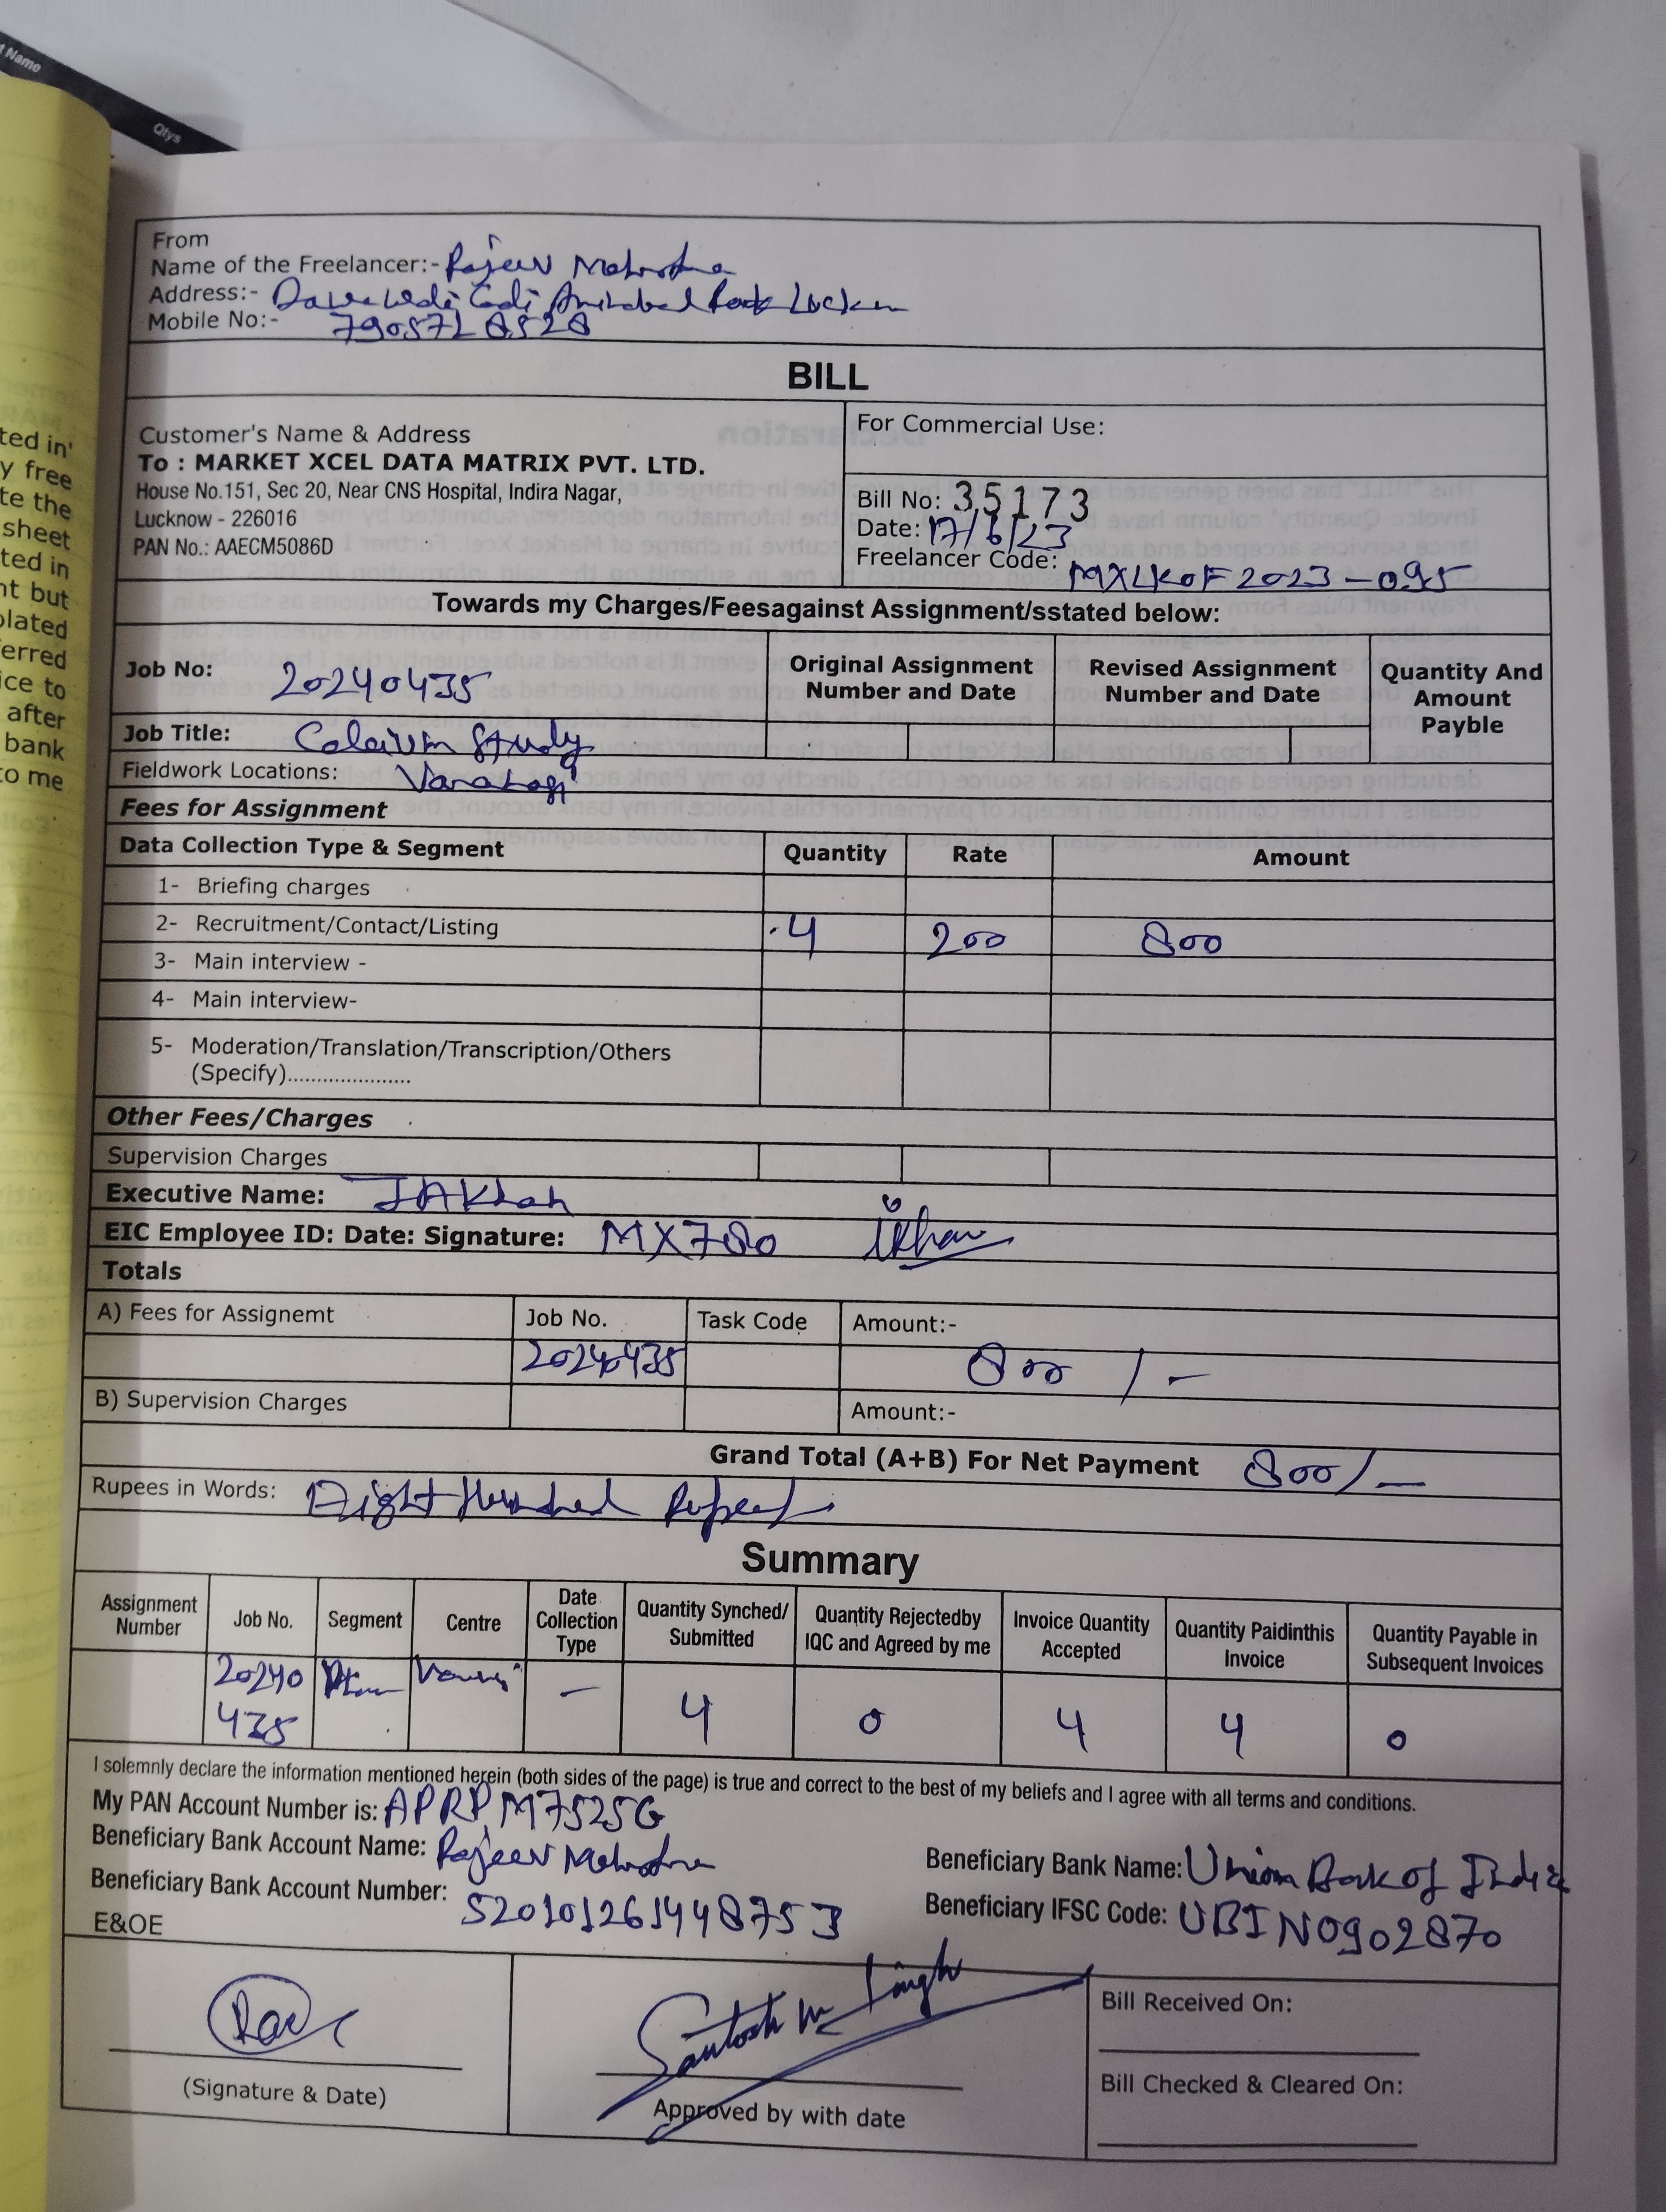 t Name
Qtys
From
Name of the Freelancer:- Rajeev Mehrotra
Address:-
Mobile No:- 7905728528
BILL
Customer's Name & Address
To : MARKET XCEL DATA MATRIX PVT. LTD.
House No.151, Sec 20, Near CNS Hospital, Indira Nagar,
Lucknow - 226016
PAN No.: AAECM5086D
For Commercial Use:
Bill No: 35173
Date: 17/6/23
Freelancer Code: MXLKOF2023-095
Towards my Charges/Feesagainst Assignment/sstated below:
Job No: 20240435
Original Assignment Number and Date
Revised Assignment Number and Date
Quantity And Amount Payble
Job Title: Study
Fieldwork Locations: Varanasi
Fees for Assignment
Data Collection Type & Segment Quantity Rate Amount
1- Briefing charges
2- Recruitment/Contact/Listing 4 200 800
3- Main interview -
4- Main interview-
5- Moderation/Translation/Transcription/Others
(Specify).....................
Other Fees/Charges
Supervision Charges
Executive Name:
EIC Employee ID: Date: Signature: MX780
Totals
A) Fees for Assignemt Job No. Task Code Amount:-
20240435 800/-
B) Supervision Charges Amount:-
Grand Total (A+B) For Net Payment 800/-
Rupees in Words: Eight Hundred Rupees
Summary
Assignment Number
Job No.
Segment
Centre
Date Collection Type
Quantity Synched/ Submitted
Quantity Rejectedby IQC and Agreed by me
Invoice Quantity Accepted
Quantity Paidinthis Invoice
Quantity Payable in Subsequent Invoices
20240
435 - 4 0 4 4 0
I solemnly declare the information mentioned herein (both sides of the page) is true and correct to the best of my beliefs and I agree with all terms and conditions.
My PAN Account Number is: APRPM7525G
Beneficiary Bank Account Name: Rajeev Mehrotra
Beneficiary Bank Name: Union Bank of India
Beneficiary Bank Account Number: 520101261448753
Beneficiary IFSC Code: UBIN0902870
E&OE
Santosh Kr Singh
(Signature & Date)
Approved by with date
Bill Received On:
Bill Checked & Cleared On: